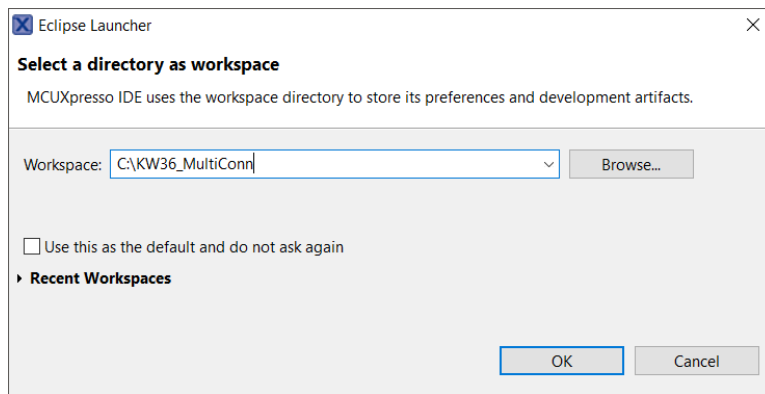 Eclipse Launcher
Select a directory as workspace
MCUXpresso IDE uses the workspace directory to store its preferences and development artifacts.
Workspace: C:\KW36_MultiConn Browse...
Use this as the default and do not ask again
Recent Workspaces
OK Cancel